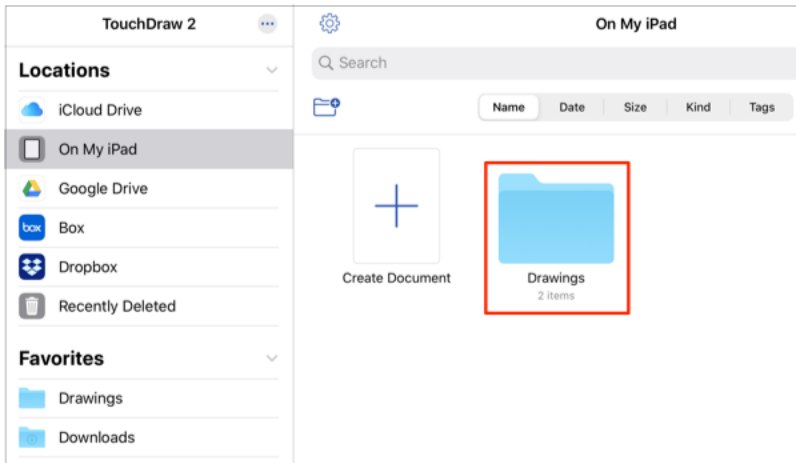 TouchDraw 2
Locations
iCloud Drive
On My iPad
Google Drive
box
Box
Dropbox
Recently Deleted
Favorites
Drawings
Downloads
On My iPad
Search
Name Date Size Kind Tags
Create Document
Drawings
2 items